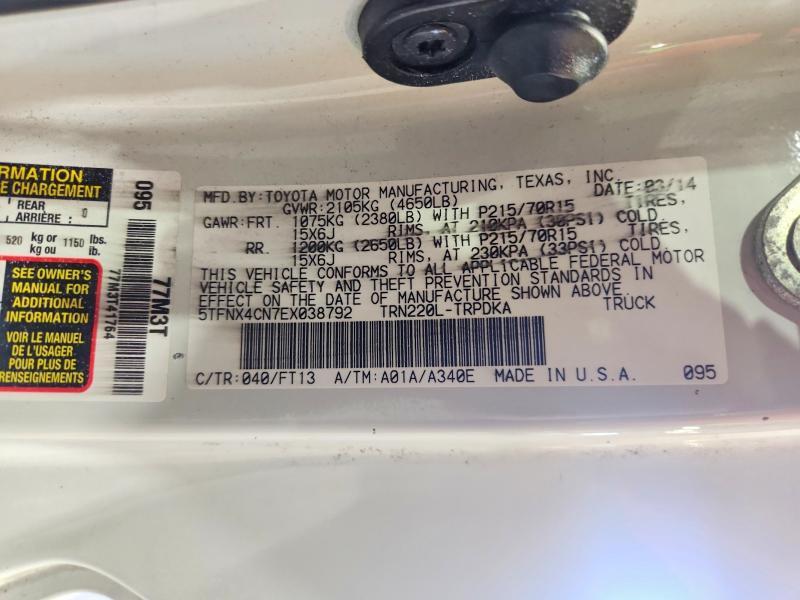 RMATION
E CHARGEMENT
REAR
ARRIÈRE : 0
520 kg or 1150 lbs.
kg ou lb.
SEE OWNER'S
MANUAL FOR
ADDITIONAL
INFORMATION
VOIR LE MANUEL
DE L'USAGER
POUR PLUS DE
RENSEIGNEMENTS
095
77M3T41764
77M3T
MFD.BY:TOYOTA MOTOR MANUFACTURING, TEXAS, INC.
GVWR:2105KG (4650LB) DATE:03/14
GAWR:FRT. 1075KG (2380LB) WITH P215/70R15 TIRES,
15X6J RIMS, AT 210KPA (30PSI) COLD
RR. 1200KG (2650LB) WITH P215/70R15 TIRES,
15X6J RIMS, AT 230KPA (33PSI) COLD
THIS VEHICLE CONFORMS TO ALL APPLICABLE FEDERAL MOTOR
VEHICLE SAFETY AND THEFT PREVENTION STANDARDS IN
EFFECT ON THE DATE OF MANUFACTURE SHOWN ABOVE.
5TFNX4CN7EX038792 TRN220L-TRPDKA TRUCK
C/TR:040/FT13 A/TM:A01A/A340E MADE IN U.S.A. 095